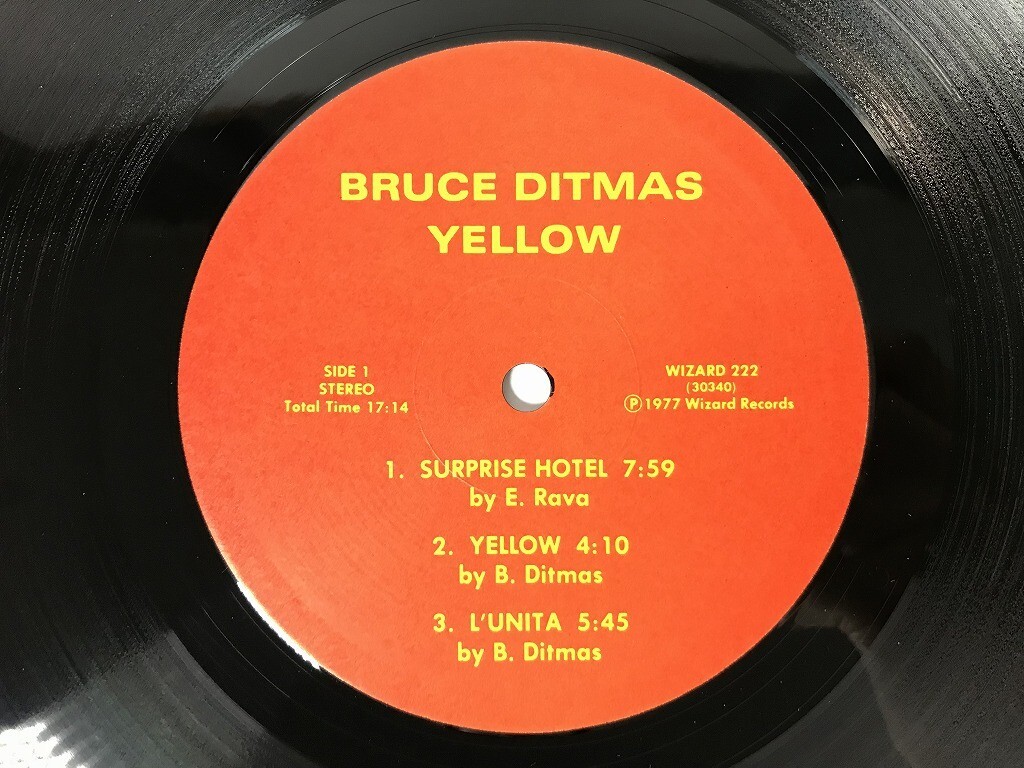 BRUCE DITMAS
YELLOW
SIDE 1
STEREO
Total Time 17:14
WIZARD 222
(30340)
Ⓟ1977 Wizard Records
1. SURPRISE HOTEL 7:59
by E. Rava
2. YELLOW 4:10
by B. Ditmas
3. L'UNITA 5:45
by B. Ditmas